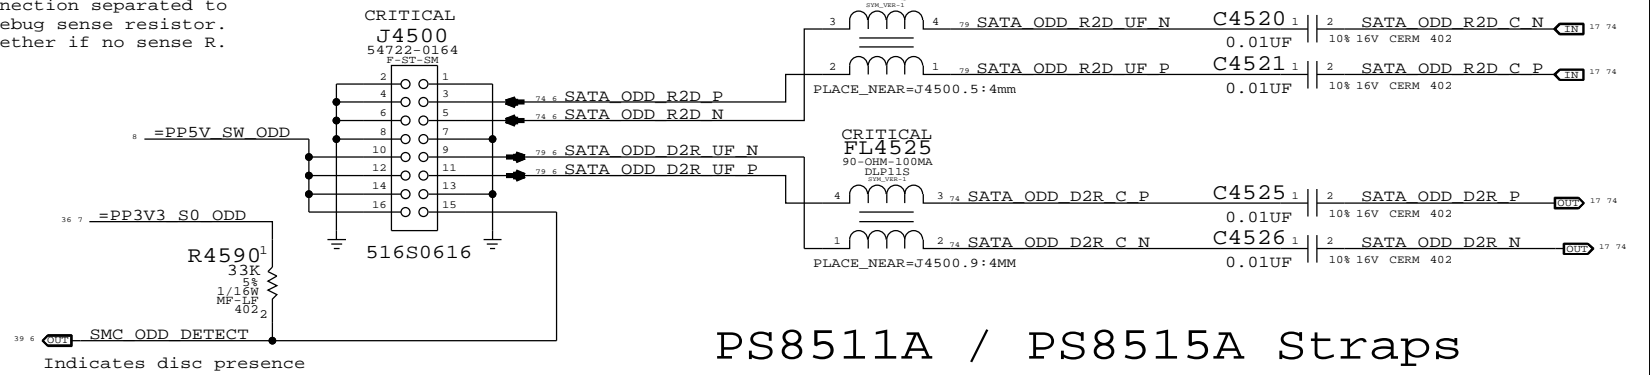 nection separated to
ebug sense resistor.
ether if no sense R.
CRITICAL
J4500
54722-0164
F-ST-SM
2 1
4 3
6 5
8 7
10 9
12 11
14 13
16 15
516S0616
8 =PP5V_SW_ODD
36 7 =PP3V3_S0_ODD
R4590 1
33K
5%
1/16W
MF-LF
402 2
39 6 OUT SMC_ODD_DETECT
Indicates disc presence
74 6 SATA_ODD_R2D_P
74 6 SATA_ODD_R2D_N
79 6 SATA_ODD_D2R_UF_N
79 6 SATA_ODD_D2R_UF_P
SYM_VER-1
3 4 79 SATA_ODD_R2D_UF_N C4520 1 2 SATA_ODD_R2D_C_N IN 17 74
0.01UF 10% 16V CERM 402
2 1 79 SATA_ODD_R2D_UF_P C4521 1 2 SATA_ODD_R2D_C_P IN 17 74
PLACE_NEAR=J4500.5:4mm 0.01UF 10% 16V CERM 402
CRITICAL
FL4525
90-OHM-100MA
DLP11S
SYM_VER-1
4 3 74 SATA_ODD_D2R_C_P C4525 1 2 SATA_ODD_D2R_P OUT 17 74
0.01UF 10% 16V CERM 402
1 2 74 SATA_ODD_D2R_C_N C4526 1 2 SATA_ODD_D2R_N OUT 17 74
PLACE_NEAR=J4500.9:4MM 0.01UF 10% 16V CERM 402
PS8511A / PS8515A Straps